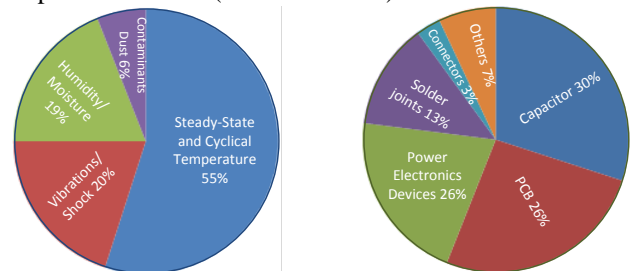 Contaminants
Dust 6%
Humidity/
Moisture
19%
Steady-State
and Cyclical
Temperature
55%
Vibrations/
Shock 20%
Others 7%
Connectors 3%
Solder
joints 13%
Capacitor 30%
Power
Electronics
Devices 26%
PCB 26%